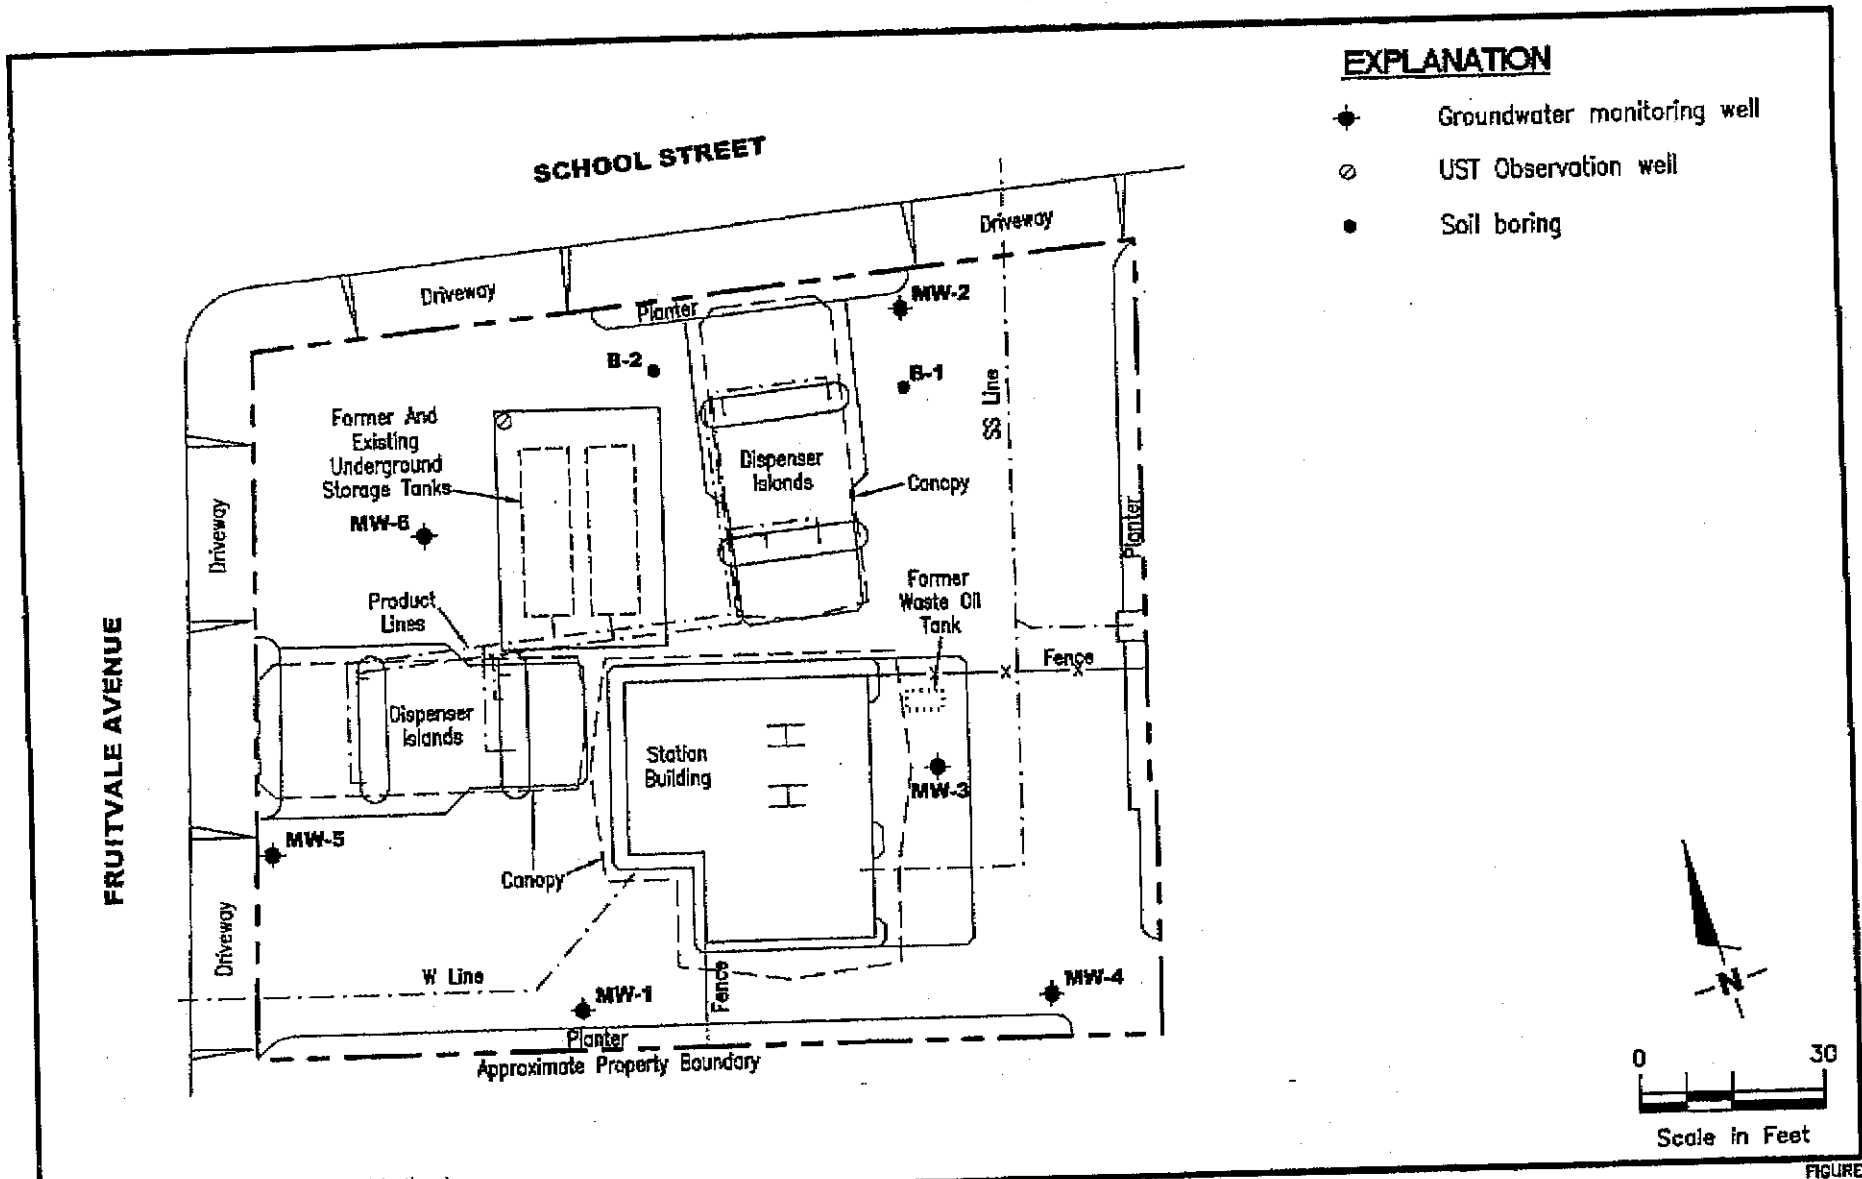 EXPLANATION
Groundwater monitoring well
UST Observation well
Soil boring
SCHOOL STREET
Driveway
Driveway
Planter
MW-2
B-2
B-1
SS Line
Former And
Existing
Underground
Storage Tanks
Dispenser
Islands
Canopy
MW-6
Driveway
Planter
Former
Waste Oil
Tank
Product
Lines
Fence
FRUITVALE AVENUE
Dispenser
Islands
Station
Building
MW-3
MW-5
Canopy
Driveway
W Line
MW-1
Fence
MW-4
Planter
Approximate Property Boundary
N
0 30
Scale in Feet
FIGURE